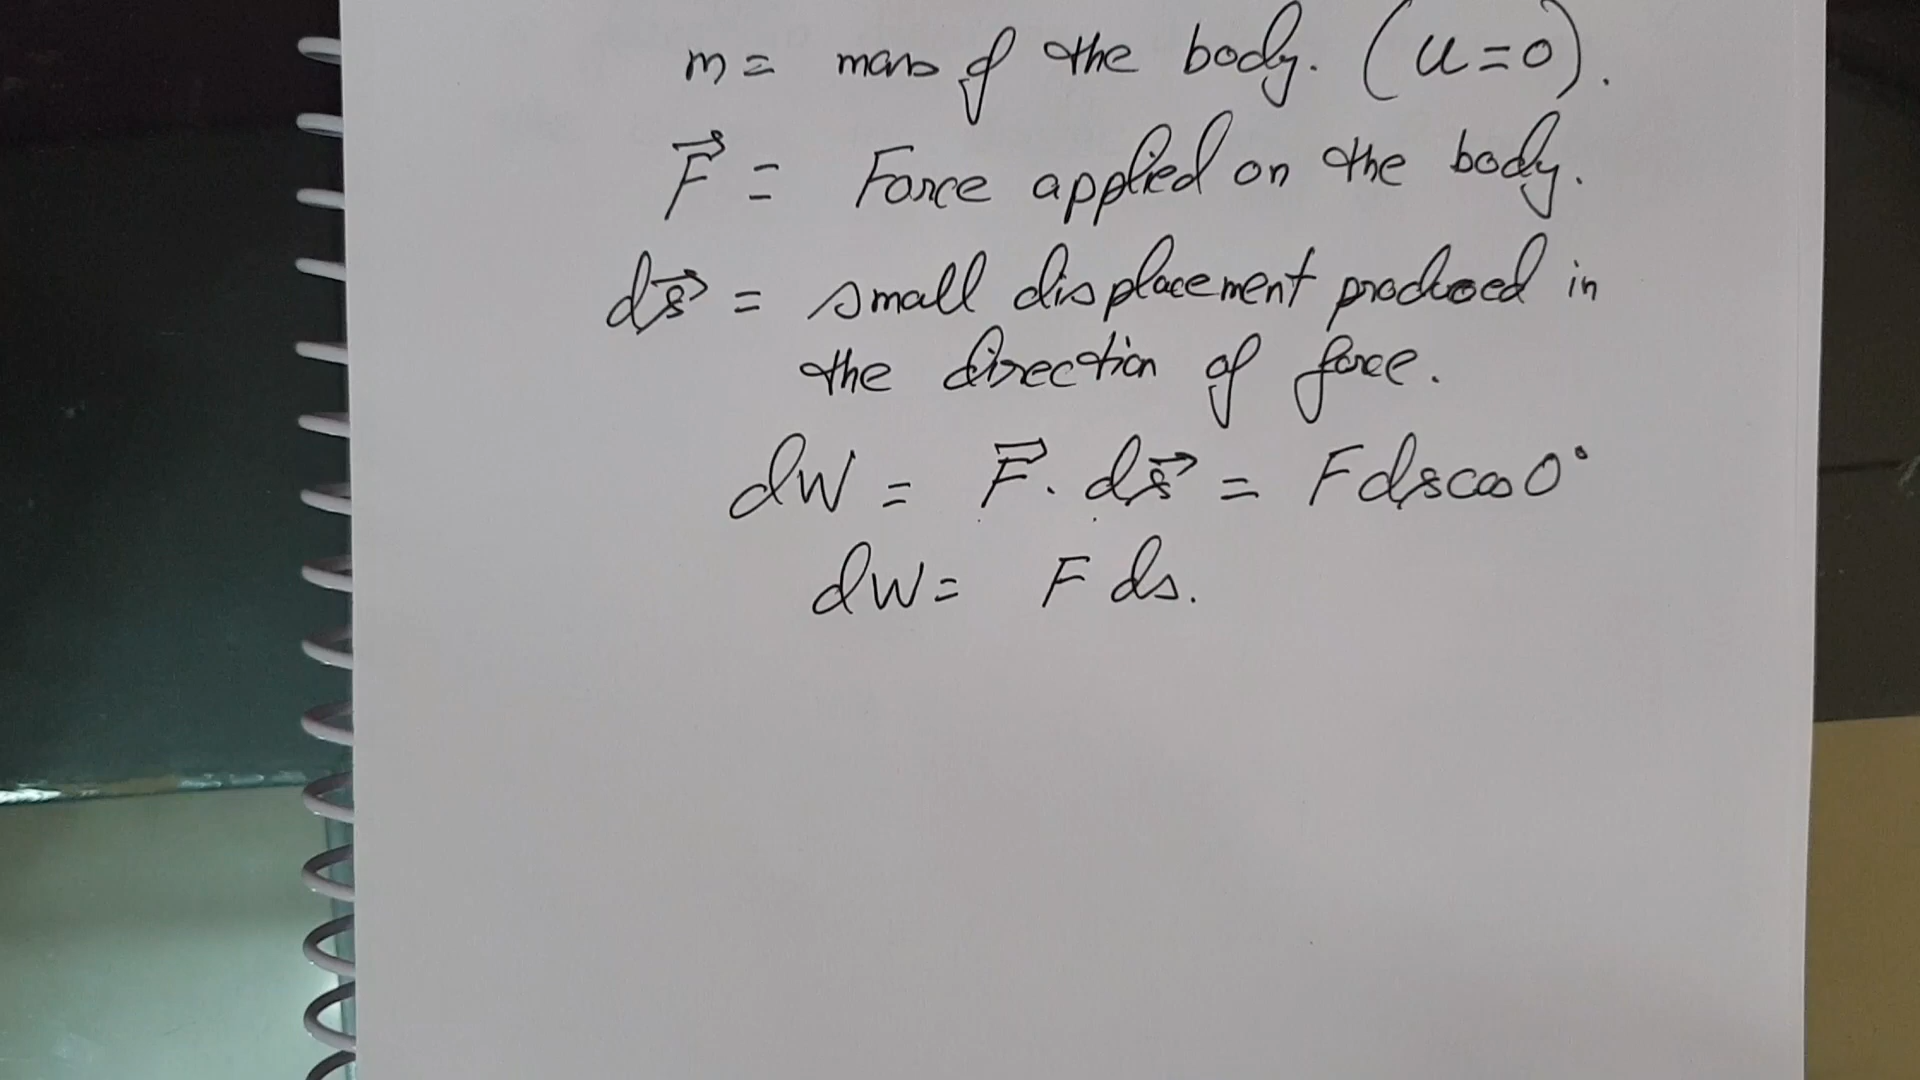 m = mass of the body. (u=0).
F⃗ = Force applied on the body.
ds⃗ = small displacement produced in
the direction of force.
dW = F⃗ . ds⃗ = F ds cos 0°
dW = F ds.